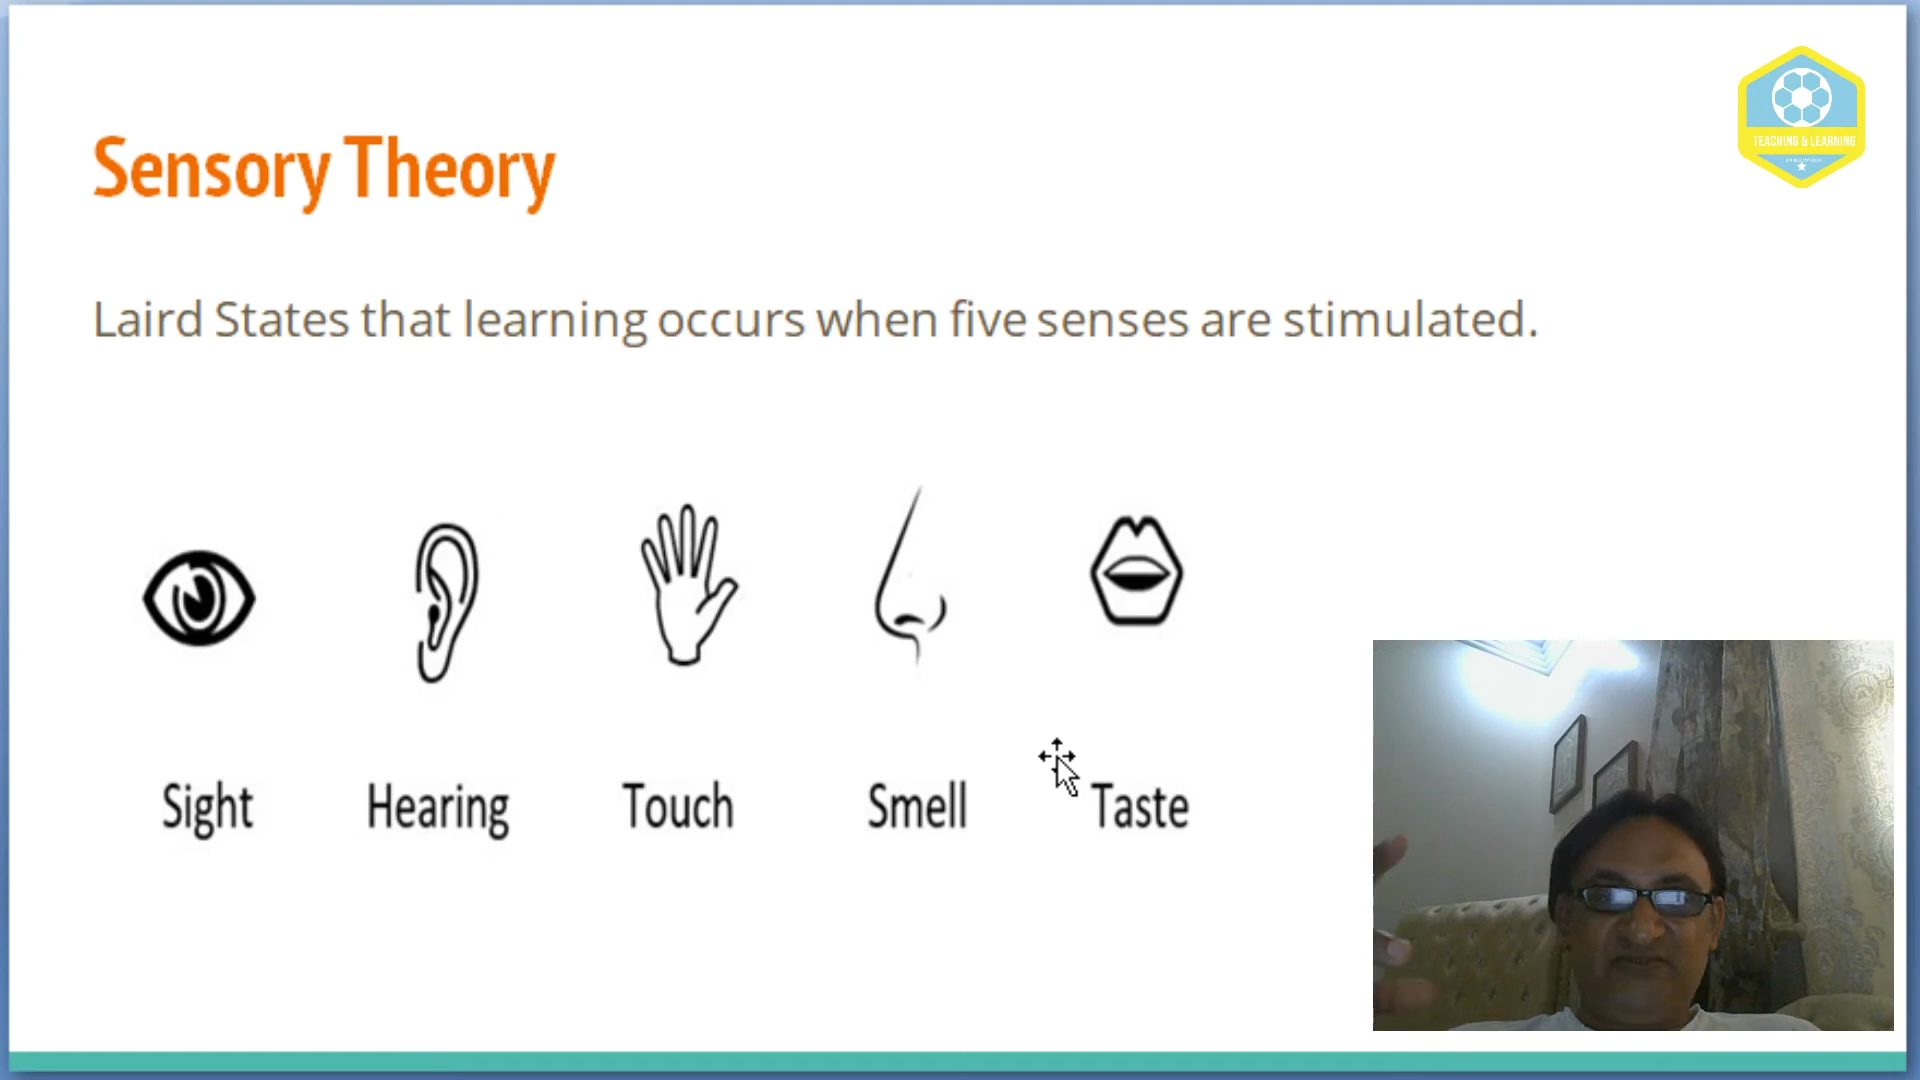 Sensory Theory
TEACHING & LEARNING
Laird States that learning occurs when five senses are stimulated.
Sight Hearing Touch Smell Taste